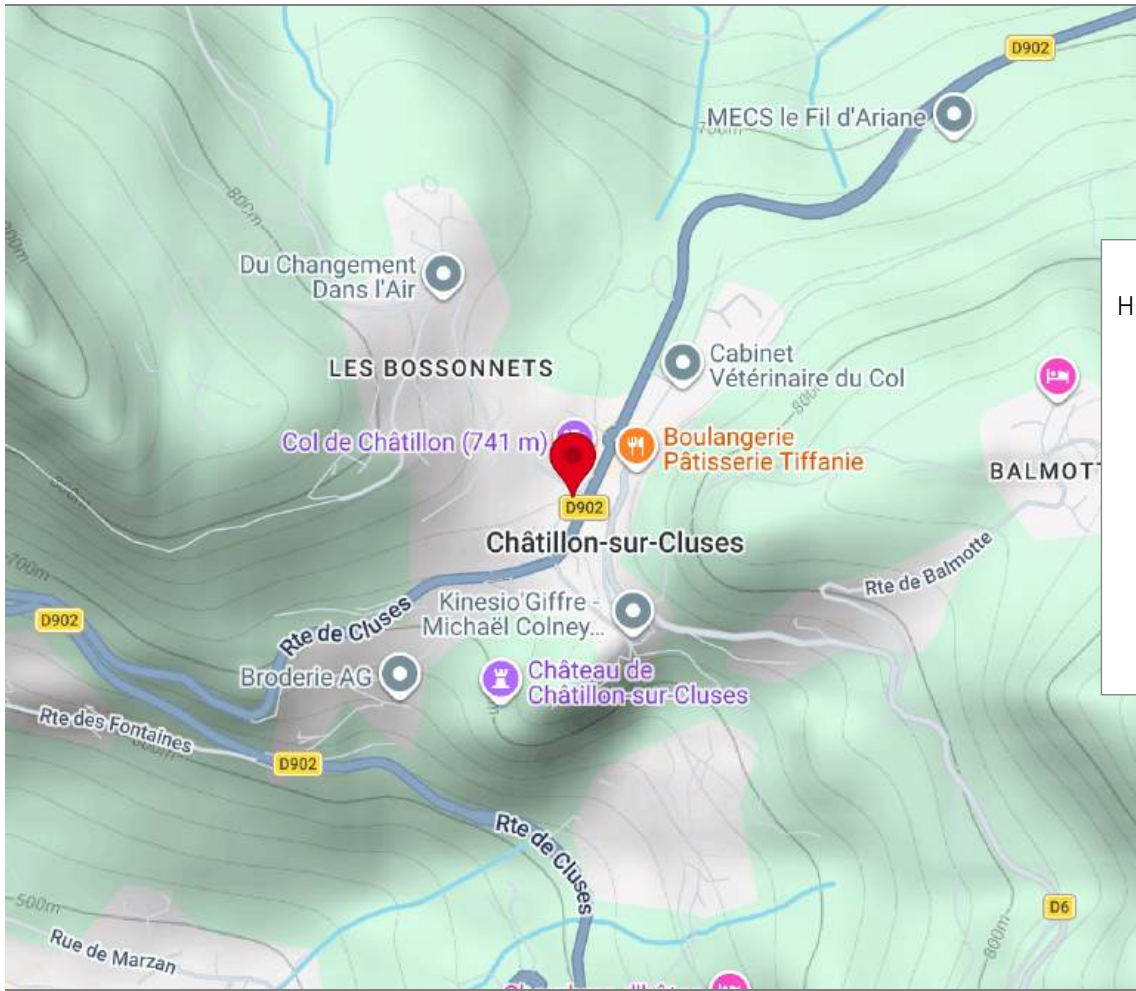 D902
MECS le Fil d'Ariane
700m
800m
Du Changement
Dans l'Air
H
LES BOSSONNETS
Cabinet
Vétérinaire du Col
800m
Col de Châtillon (741 m)
Boulangerie
Pâtisserie Tiffanie
BALMOTT
D902
Châtillon-sur-Cluses
700m
Rte de Balmotte
D902
Rte de Cluses
Kinesio'Giffre -
Michaël Colney...
Broderie AG
Château de
Châtillon-sur-Cluses
Rte des Fontaines
D902
Rte de Cluses
500m
D6
800m
Rue de Marzan